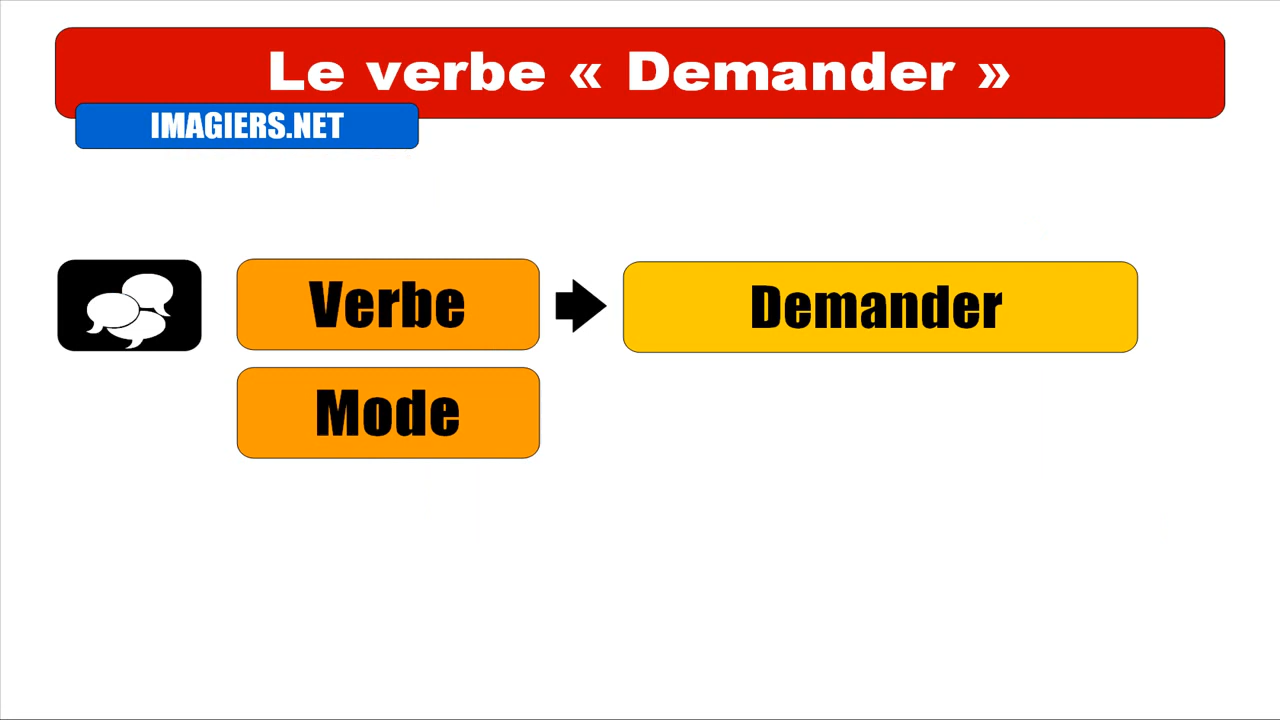 Le verbe « Demander »
IMAGIERS.NET
Verbe
Demander
Mode